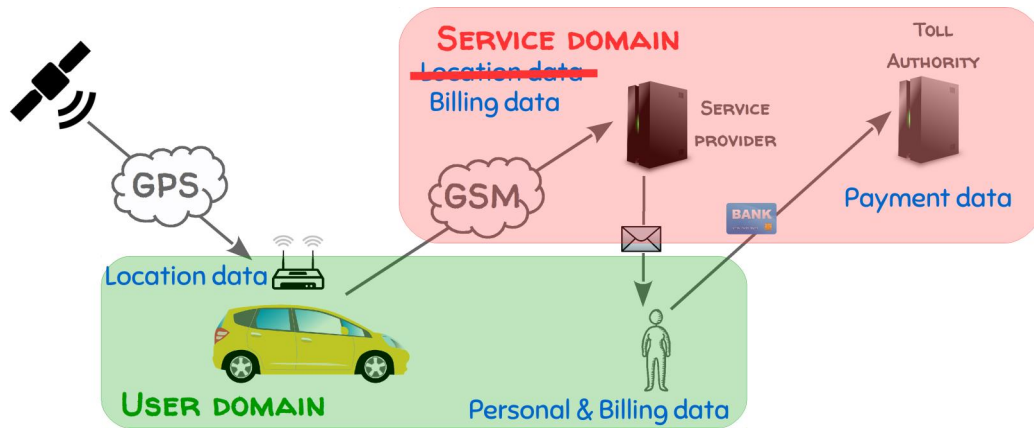 SERVICE DOMAIN
Location data
Billing data
SERVICE
PROVIDER
TOLL
AUTHORITY
Payment data
GPS
GSM
BANK
Location data
USER DOMAIN
Personal & Billing data